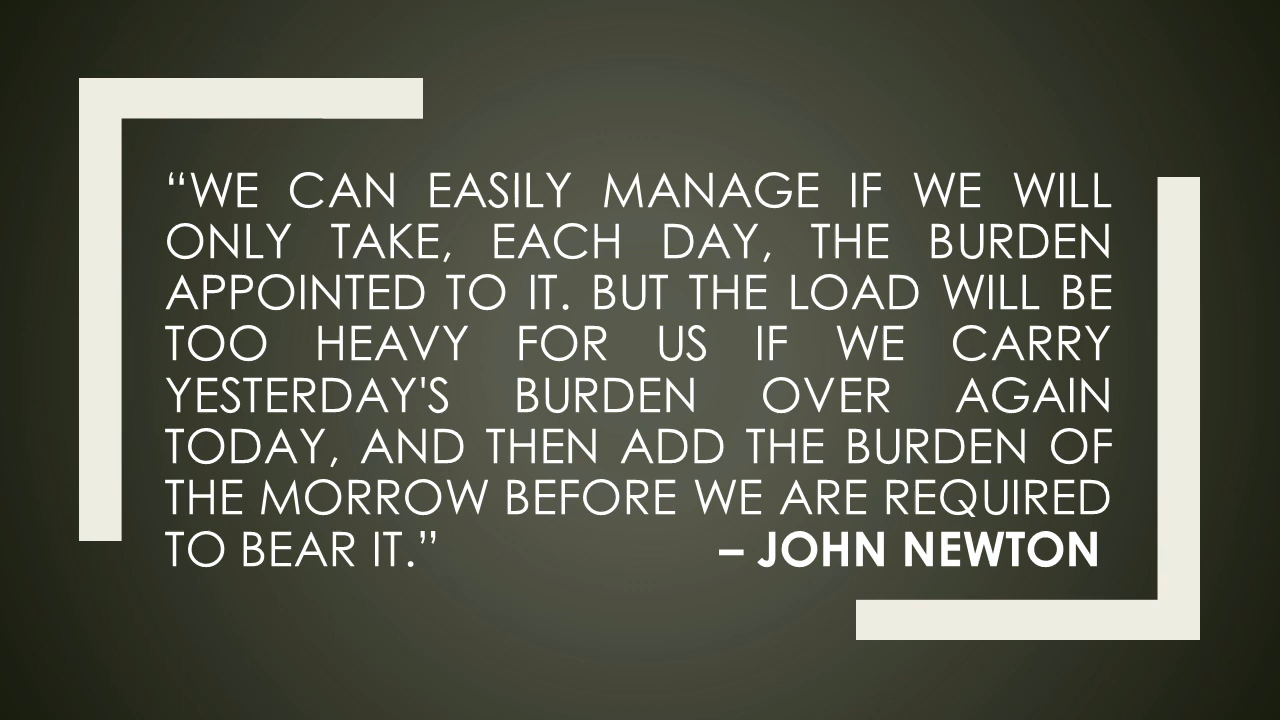 “WE CAN EASILY MANAGE IF WE WILL
ONLY TAKE, EACH DAY, THE BURDEN
APPOINTED TO IT. BUT THE LOAD WILL BE
TOO HEAVY FOR US IF WE CARRY
YESTERDAY'S BURDEN OVER AGAIN
TODAY, AND THEN ADD THE BURDEN OF
THE MORROW BEFORE WE ARE REQUIRED
TO BEAR IT.” – JOHN NEWTON